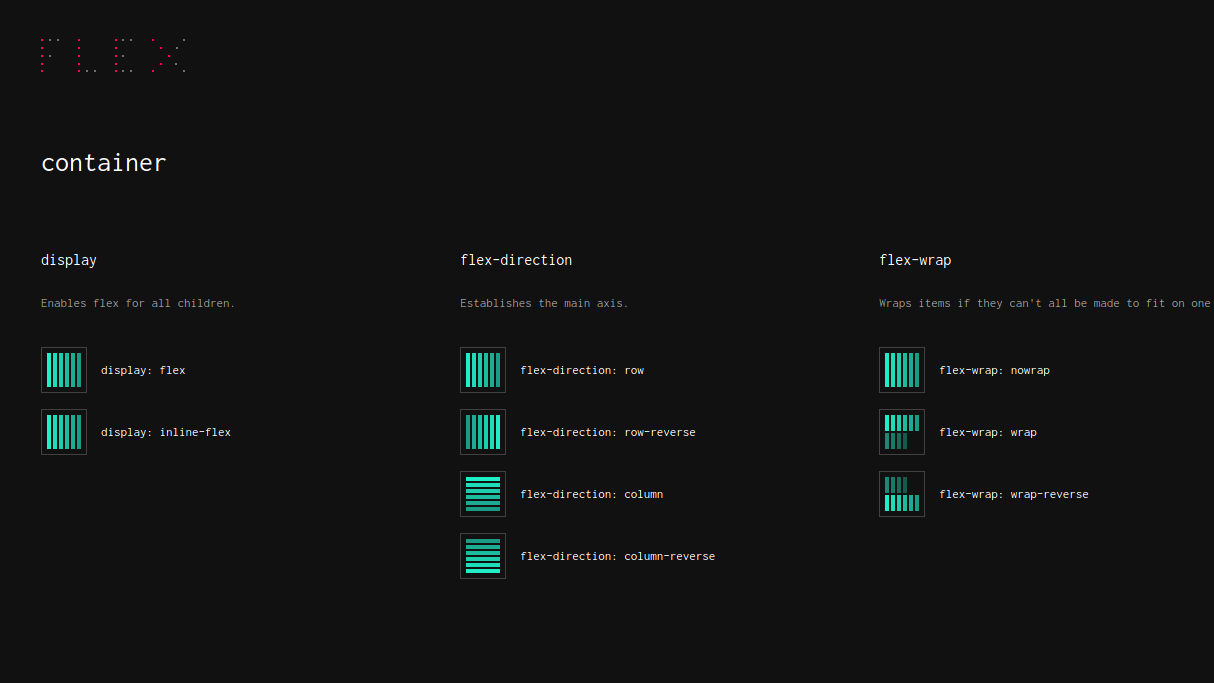 FLEX
container
display
Enables flex for all children.
display: flex
display: inline-flex
flex-direction
Establishes the main axis.
flex-direction: row
flex-direction: row-reverse
flex-direction: column
flex-direction: column-reverse
flex-wrap
Wraps items if they can't all be made to fit on one
flex-wrap: nowrap
flex-wrap: wrap
flex-wrap: wrap-reverse